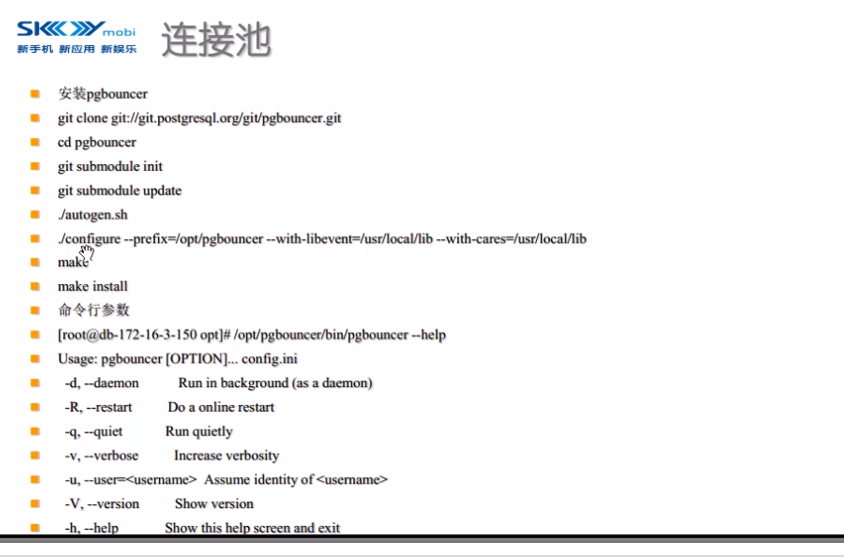 SKYmobi
新手机 新应用 新娱乐
连接池
安装pgbouncer
git clone git://git.postgresql.org/git/pgbouncer.git
cd pgbouncer
git submodule init
git submodule update
./autogen.sh
./configure --prefix=/opt/pgbouncer --with-libevent=/usr/local/lib --with-cares=/usr/local/lib
make
make install
命令行参数
[root@db-172-16-3-150 opt]# /opt/pgbouncer/bin/pgbouncer --help
Usage: pgbouncer [OPTION]... config.ini
-d, --daemon Run in background (as a daemon)
-R, --restart Do a online restart
-q, --quiet Run quietly
-v, --verbose Increase verbosity
-u, --user=<username> Assume identity of <username>
-V, --version Show version
-h, --help Show this help screen and exit